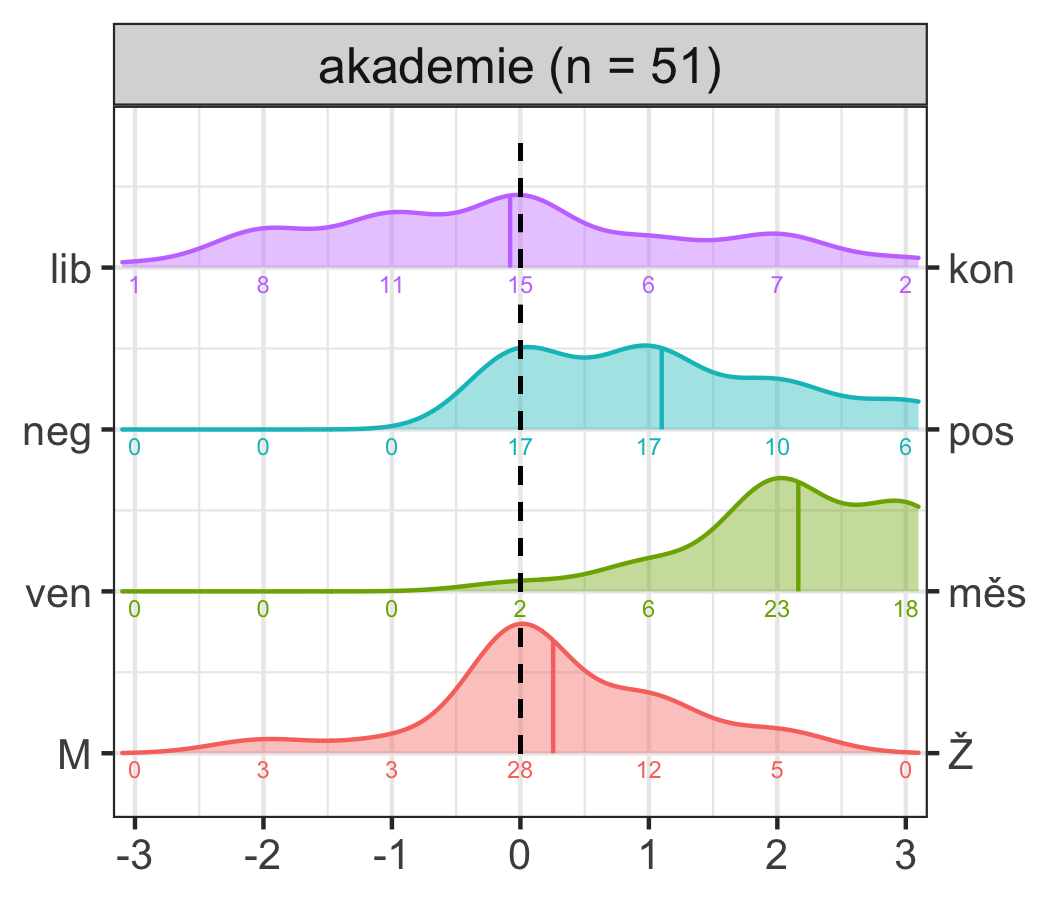 akademie (n = 51)
lib kon
1 8 11 15 6 7 2
neg pos
0 0 0 17 17 10 6
ven měs
0 0 0 2 6 23 18
M Ž
0 3 3 28 12 5 0
-3 -2 -1 0 1 2 3